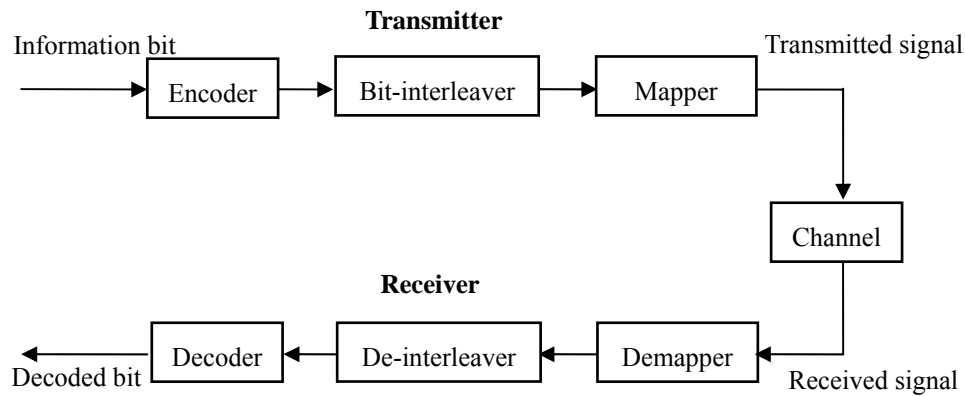 Transmitter
Information bit
Transmitted signal
Encoder
Bit-interleaver
Mapper
Channel
Receiver
Decoder
De-interleaver
Demapper
Decoded bit
Received signal